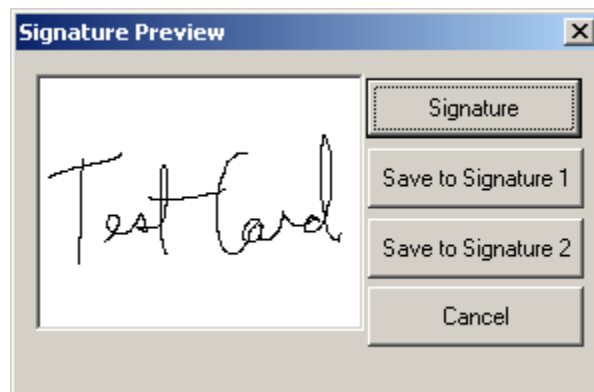 Signature Preview
Test Card
Signature
Save to Signature 1
Save to Signature 2
Cancel